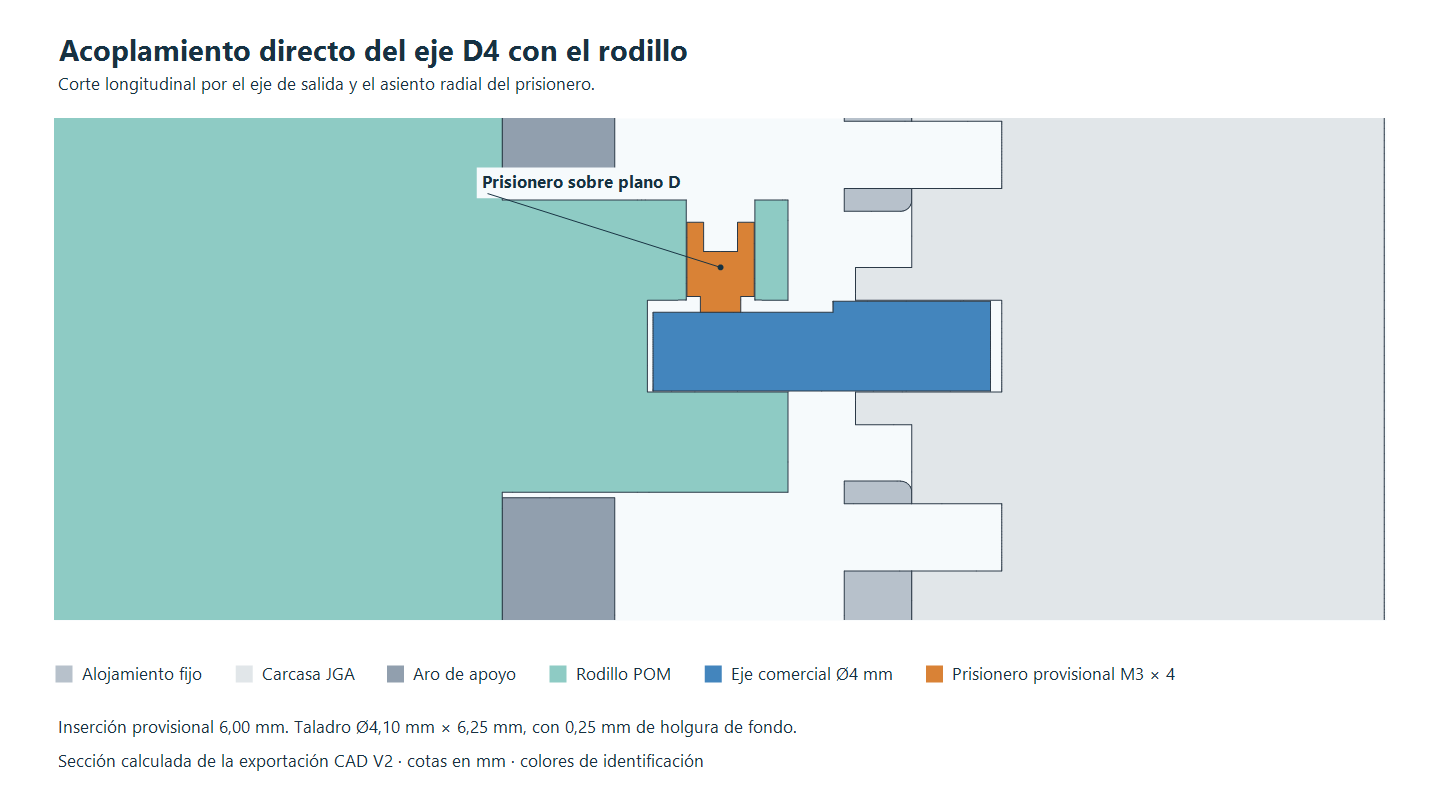 Acoplamiento directo del eje D4 con el rodillo
Corte longitudinal por el eje de salida y el asiento radial del prisionero.
Prisionero sobre plano D
Alojamiento fijo
Carcasa JGA
Aro de apoyo
Rodillo POM
Eje comercial Ø4 mm
Prisionero provisional M3 × 4
Inserción provisional 6,00 mm. Taladro Ø4,10 mm × 6,25 mm, con 0,25 mm de holgura de fondo.
Sección calculada de la exportación CAD V2 · cotas en mm · colores de identificación